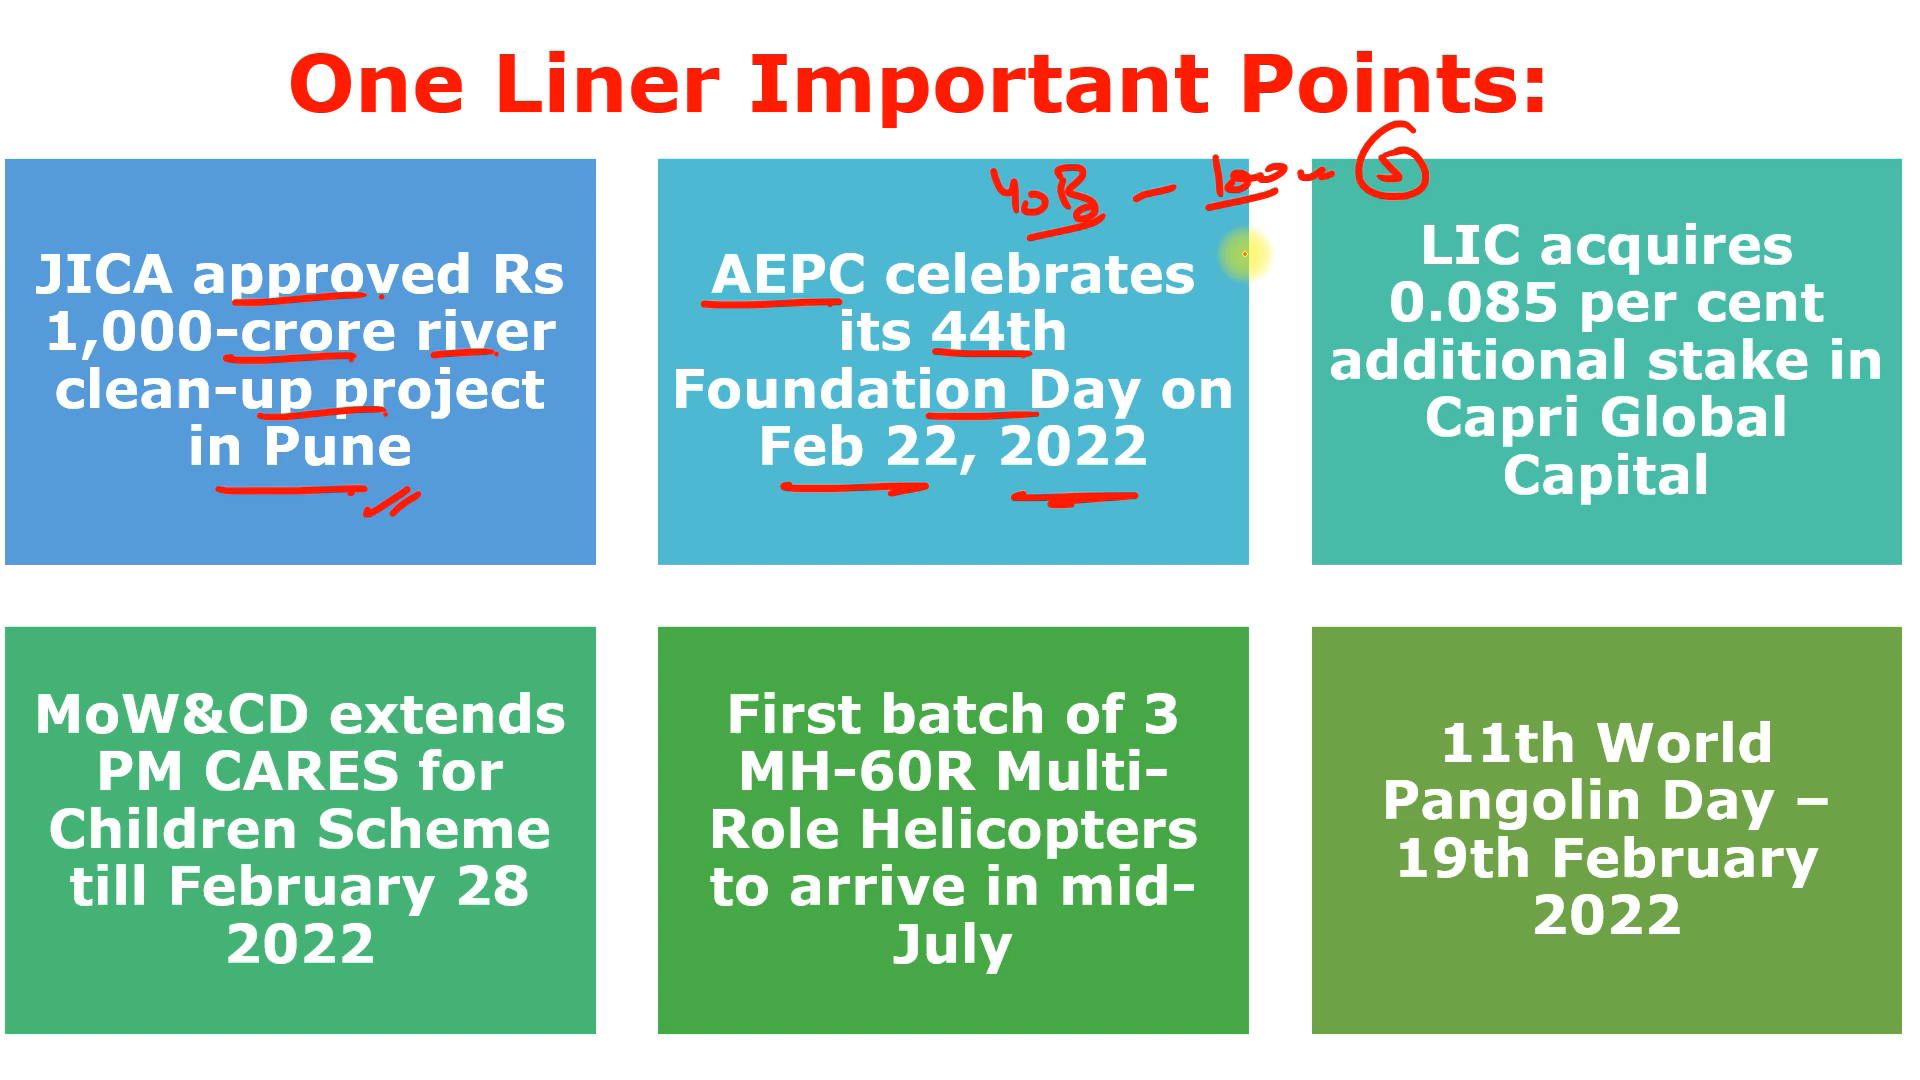 One Liner Important Points:
JICA approved Rs
1,000-crore river
clean-up project
in Pune
AEPC celebrates
its 44th
Foundation Day on
Feb 22, 2022
LIC acquires
0.085 per cent
additional stake in
Capri Global
Capital
MoW&CD extends
PM CARES for
Children Scheme
till February 28
2022
First batch of 3
MH-60R Multi-
Role Helicopters
to arrive in mid-
July
11th World
Pangolin Day –
19th February
2022